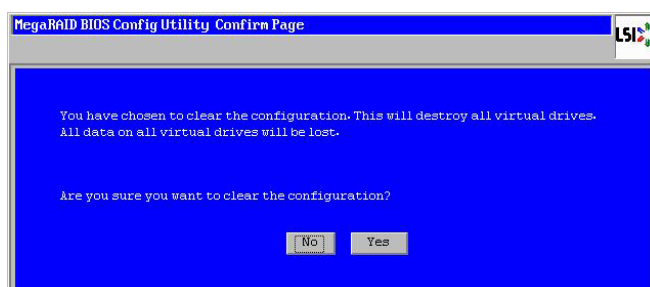 MegaRAID BIOS Config Utility Confirm Page
LSI
You have chosen to clear the configuration. This will destroy all virtual drives.
All data on all virtual drives will be lost.
Are you sure you want to clear the configuration?
No Yes